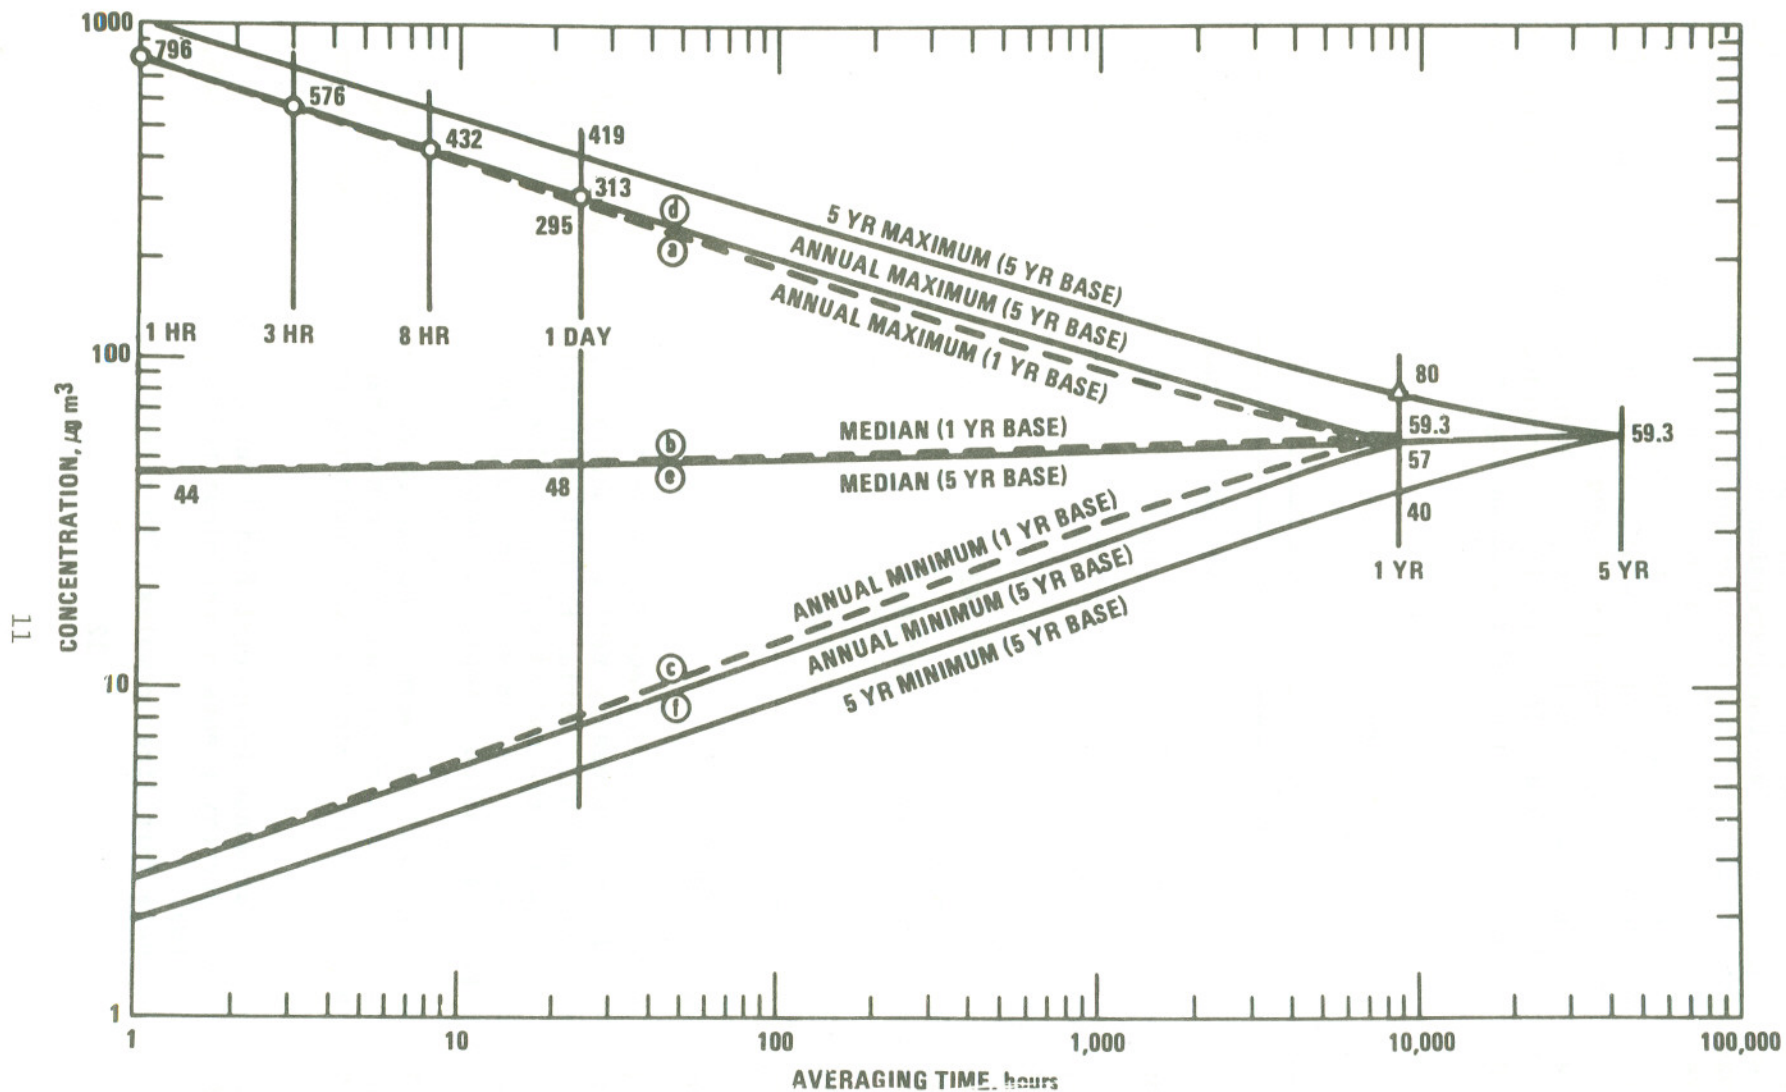 1000
796
576
432
419
313
295
d
a
5 YR MAXIMUM (5 YR BASE)
ANNUAL MAXIMUM (5 YR BASE)
ANNUAL MAXIMUM (1 YR BASE)
1 HR
3 HR
8 HR
1 DAY
100
80
59.3
59.3
57
MEDIAN (1 YR BASE)
b
e
MEDIAN (5 YR BASE)
44
48
40
1 YR
5 YR
ANNUAL MINIMUM (1 YR BASE)
ANNUAL MINIMUM (5 YR BASE)
5 YR MINIMUM (5 YR BASE)
c
f
10
1
CONCENTRATION, μg m³
11
1
10
100
1,000
10,000
100,000
AVERAGING TIME, hours